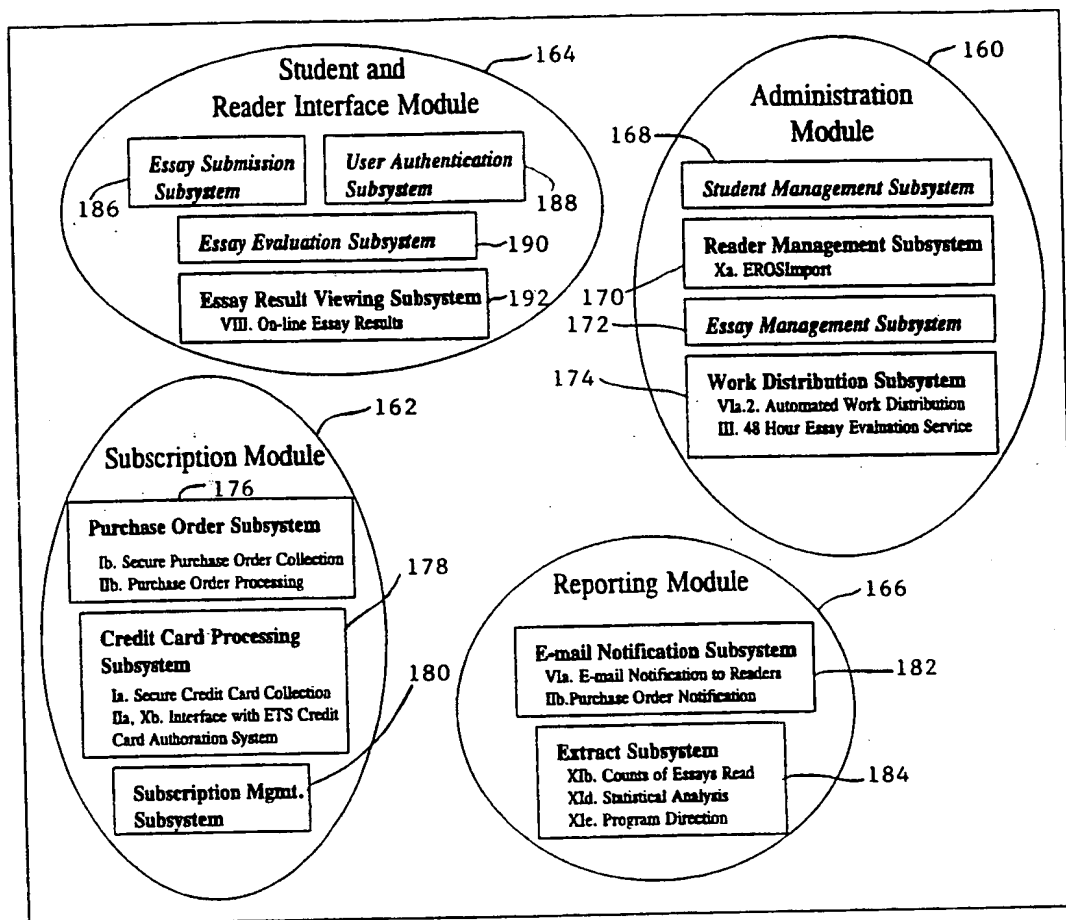 164
Student and
Reader Interface Module
Essay Submission
Subsystem
186
User Authentication
Subsystem
188
Essay Evaluation Subsystem
190
Essay Result Viewing Subsystem
VIII. On-line Essay Results
192
160
Administration
Module
168
Student Management Subsystem
Reader Management Subsystem
Xa. EROSImport
170
172
Essay Management Subsystem
174
Work Distribution Subsystem
VIa.2. Automated Work Distribution
III. 48 Hour Essay Evaluation Service
162
Subscription Module
176
Purchase Order Subsystem
Ib. Secure Purchase Order Collection
IIb. Purchase Order Processing
178
Credit Card Processing
Subsystem
Ia. Secure Credit Card Collection
IIa, Xb. Interface with ETS Credit
Card Authoration System
180
Subscription Mgmt.
Subsystem
Reporting Module
166
E-mail Notification Subsystem
VIa. E-mail Notification to Readers
IIb.Purchase Order Notification
182
Extract Subsystem
XIb. Counts of Essays Read
XId. Statistical Analysis
XIe. Program Direction
184